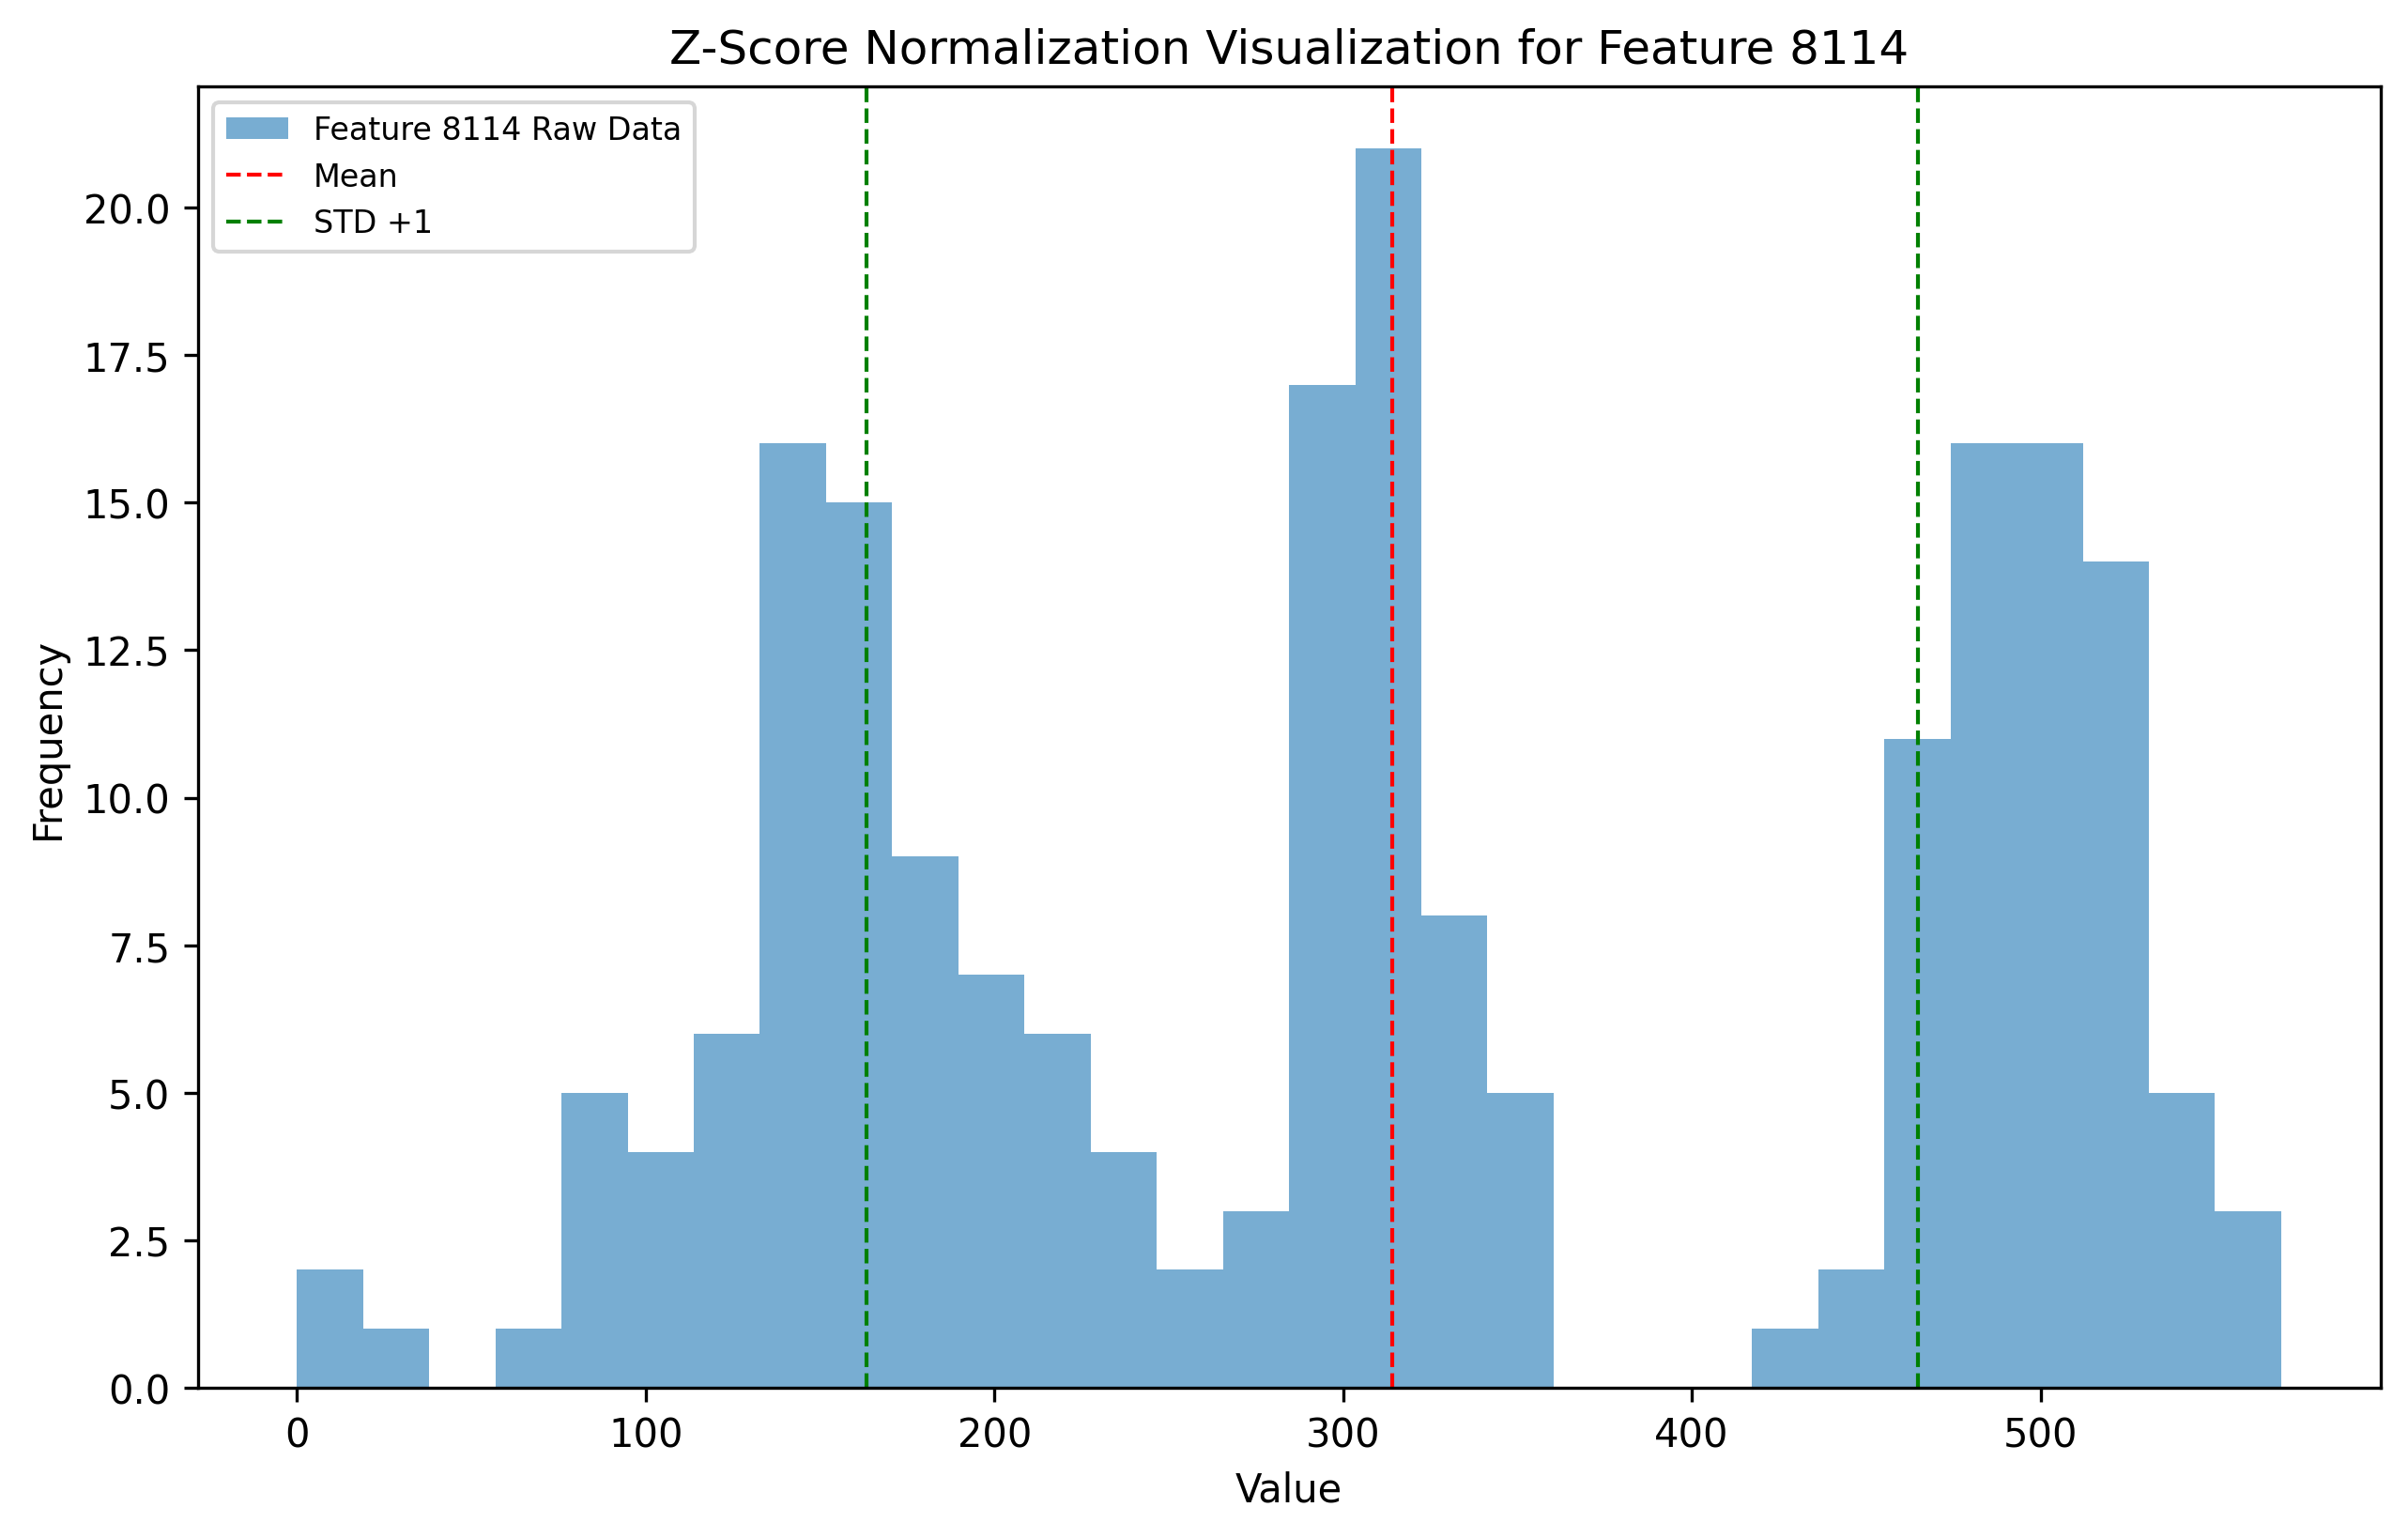 Z-Score Normalization Visualization for Feature 8114
Feature 8114 Raw Data
Mean
STD +1
20.0
17.5
15.0
12.5
10.0
7.5
5.0
2.5
0.0
Frequency
0 100 200 300 400 500
Value